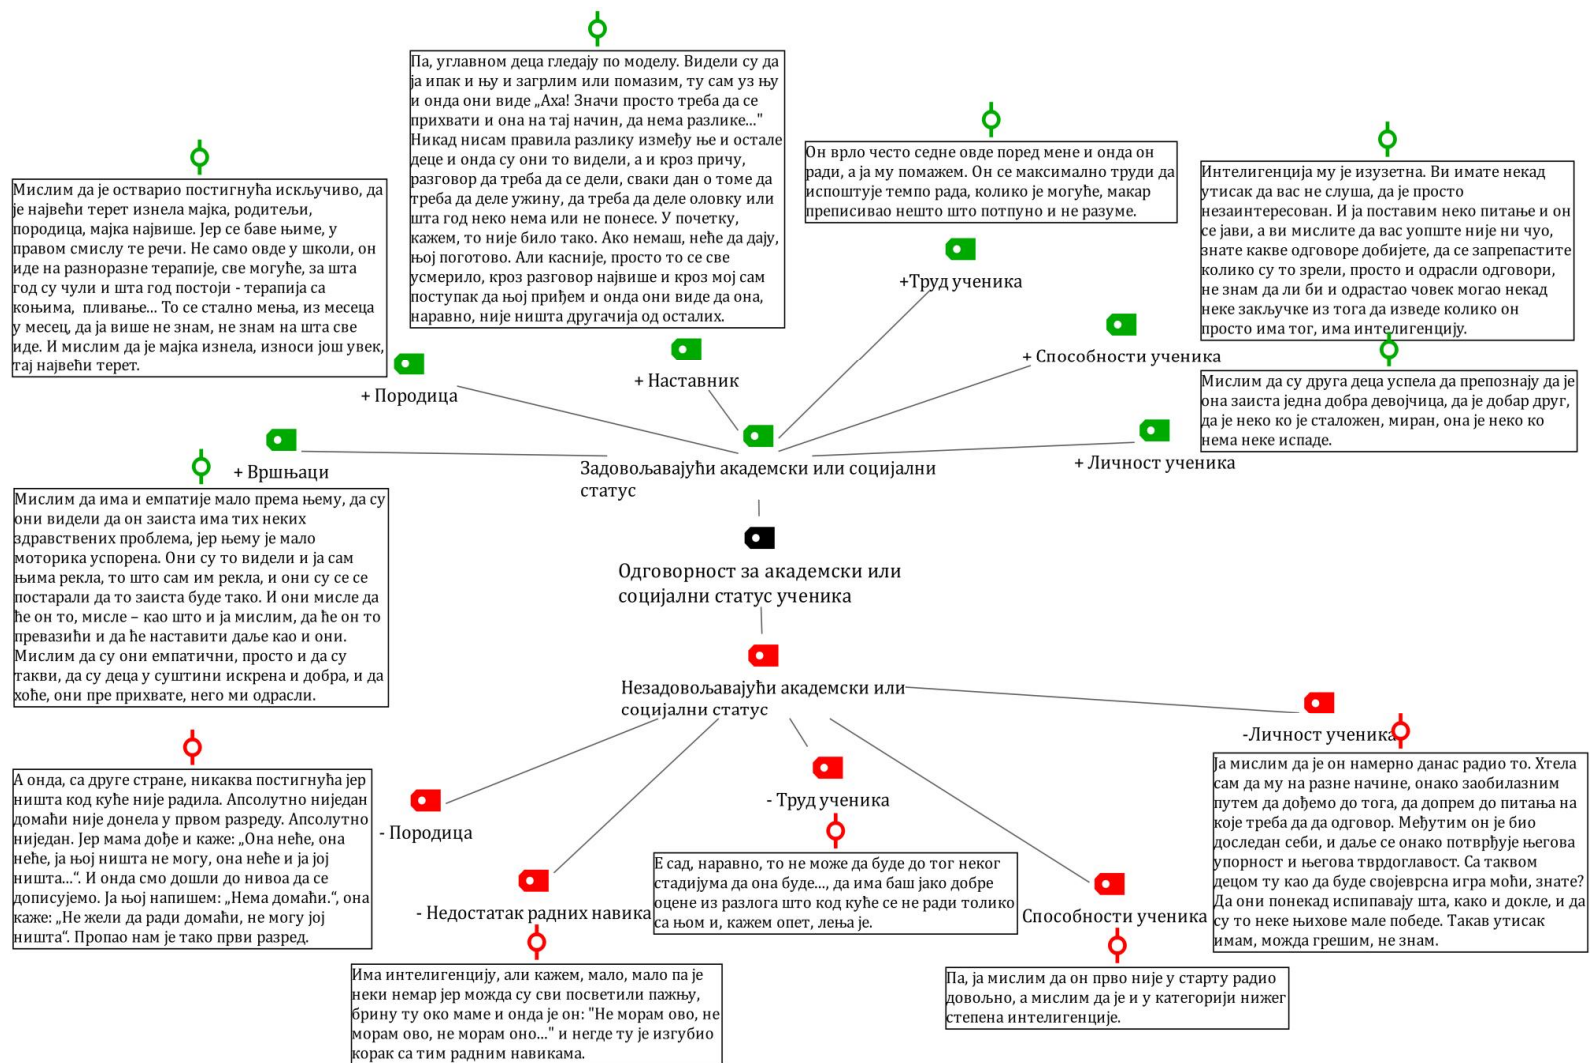 Па, углавном деца гледају по моделу. Видели су да
ја ипак и њу и загрлим или помазим, ту сам уз њу
и онда они виде „Аха! Значи просто треба да се
прихвати и она на тај начин, да нема разлике..."
Никад нисам правила разлику између ње и остале
деце и онда су они то видели, а и кроз причу,
разговор да треба да се дели, сваки дан о томе да
треба да деле ужину, да треба да деле оловку или
шта год неко нема или не понесе. У почетку,
кажем, то није било тако. Ако немаш, неће да дају,
њој поготово. Али касније, просто то се све
усмерило, кроз разговор највише и кроз мој сам
поступак да њој приђем и онда они виде да она,
наравно, није ништа другачија од осталих.
+ Наставник
Мислим да је остварио постигнућа искључиво, да
је највећи терет изнела мајка, родитељи,
породица, мајка највише. Јер се баве њиме, у
правом смислу те речи. Не само овде у школи, он
иде на разноразне терапије, све могуће, за шта
год су чули и шта год постоји - терапија са
коњима, пливање... То се стално мења, из месеца
у месец, да ја више не знам, не знам на шта све
иде. И мислим да је мајка изнела, износи још увек,
тај највећи терет.
+ Породица
Он врло често седне овде поред мене и онда он
ради, а ја му помажем. Он се максимално труди да
испоштује темпо рада, колико је могуће, макар
преписивао нешто што потпуно и не разуме.
+Труд ученика
Интелигенција му је изузетна. Ви имате некад
утисак да вас не слуша, да је просто
незаинтересован. И ја поставим неко питање и он
се јави, а ви мислите да вас уопште није ни чуо,
знате какве одговоре добијете, да се запрепастите
колико су то зрели, просто и одрасли одговори,
не знам да ли би и одрастао човек могао некад
неке закључке из тога да изведе колико он
просто има тог, има интелигенцију.
+ Способности ученика
Мислим да су друга деца успела да препознају да је
она заиста једна добра девојчица, да је добар друг,
да је неко ко је сталожен, миран, она је неко ко
нема неке испаде.
+ Личност ученика
+ Вршњаци
Мислим да има и емпатије мало према њему, да су
они видели да он заиста има тих неких
здравствених проблема, јер њему је мало
моторика успорена. Они су то видели и ја сам
њима рекла, то што сам им рекла, и они су се се
постарали да то заиста буде тако. И они мисле да
ће он то, мисле – као што и ја мислим, да ће он то
превазићи и да ће наставити даље као и они.
Мислим да су они емпатични, просто и да су
такви, да су деца у суштини искрена и добра, и да
хоће, они пре прихвате, него ми одрасли.
Задовољавајући академски или социјални
статус
Одговорност за академски или
социјални статус ученика
Незадовољавајући академски или
социјални статус
А онда, са друге стране, никаква постигнућа јер
ништа код куће није радила. Апсолутно ниједан
домаћи није донела у првом разреду. Апсолутно
ниједан. Јер мама дође и каже: „Она неће, она
неће, ја њој ништа не могу, она неће и ја јој
ништа...“. И онда смо дошли до нивоа да се
дописујемо. Ја њој напишем: „Нема домаћи.“, она
каже: „Не жели да ради домаћи, не могу јој
ништа“. Пропао нам је тако први разред.
- Породица
- Недостатак радних навика
Има интелигенцију, али кажем, мало, мало па је
неки немар јер можда су сви посветили пажњу,
брину ту око маме и онда је он: "Не морам ово, не
морам ово, не морам оно..." и негде ту је изгубио
корак са тим радним навикама.
- Труд ученика
Е сад, наравно, то не може да буде до тог неког
стадијума да она буде..., да има баш јако добре
оцене из разлога што код куће се не ради толико
са њом и, кажем опет, лења је.
Способности ученика
Па, ја мислим да он прво није у старту радио
довољно, а мислим да је и у категорији нижег
степена интелигенције.
-Личност ученика
Ја мислим да је он намерно данас радио то. Хтела
сам да му на разне начине, онако заобилазним
путем да дођемо до тога, да допрем до питања на
које треба да да одговор. Међутим он је био
доследан себи, и даље се онако потврђује његова
упорност и његова тврдоглавост. Са таквом
децом ту као да буде својеврсна игра моћи, знате?
Да они понекад испипавају шта, како и докле, и да
су то неке њихове мале победе. Такав утисак
имам, можда грешим, не знам.